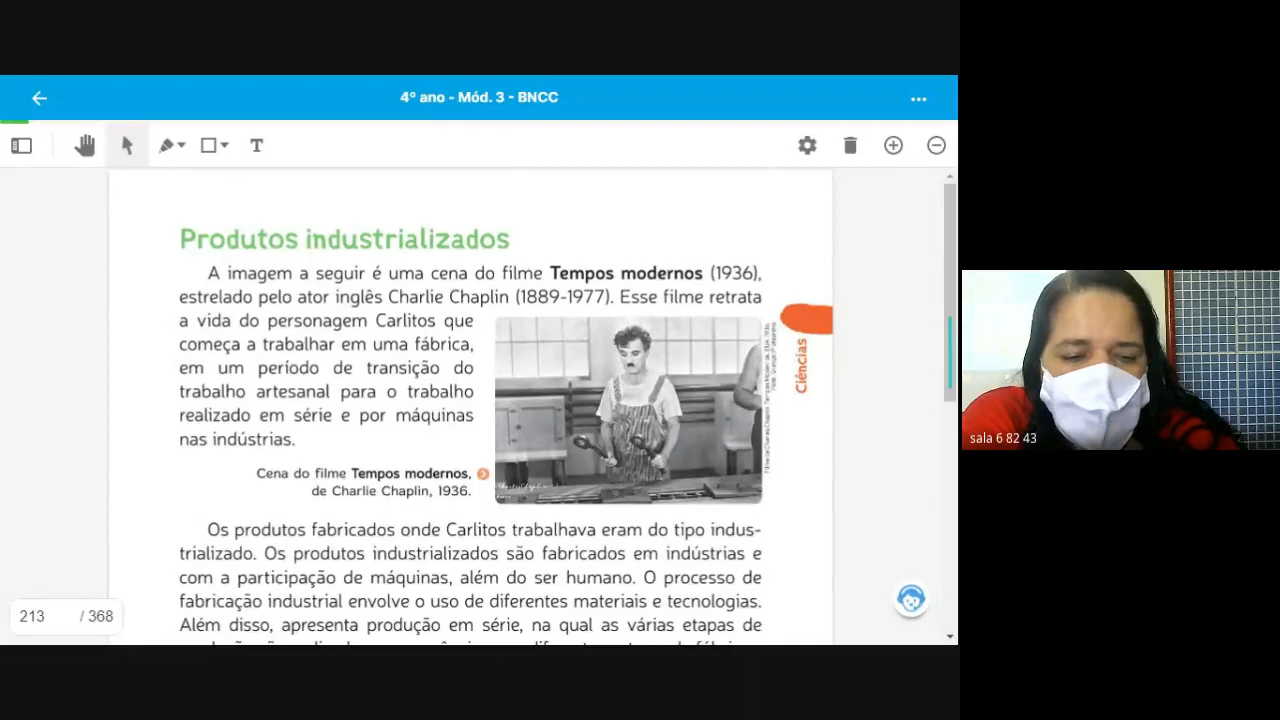 4º ano - Mód. 3 - BNCC
T
Produtos industrializados
A imagem a seguir é uma cena do filme Tempos modernos (1936),
estrelado pelo ator inglês Charlie Chaplin (1889-1977). Esse filme retrata
a vida do personagem Carlitos que
começa a trabalhar em uma fábrica,
em um período de transição do
trabalho artesanal para o trabalho
realizado em série e por máquinas
nas indústrias.
Cena do filme Tempos modernos,
de Charlie Chaplin, 1936.
Ciências
Os produtos fabricados onde Carlitos trabalhava eram do tipo indus-
trializado. Os produtos industrializados são fabricados em indústrias e
com a participação de máquinas, além do ser humano. O processo de
fabricação industrial envolve o uso de diferentes materiais e tecnologias.
Além disso, apresenta produção em série, na qual as várias etapas de
213 / 368
sala 6 82 43